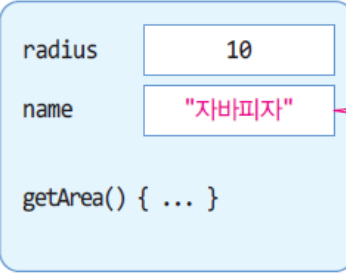 radius 10
name "자바피자"
getArea() { ... }